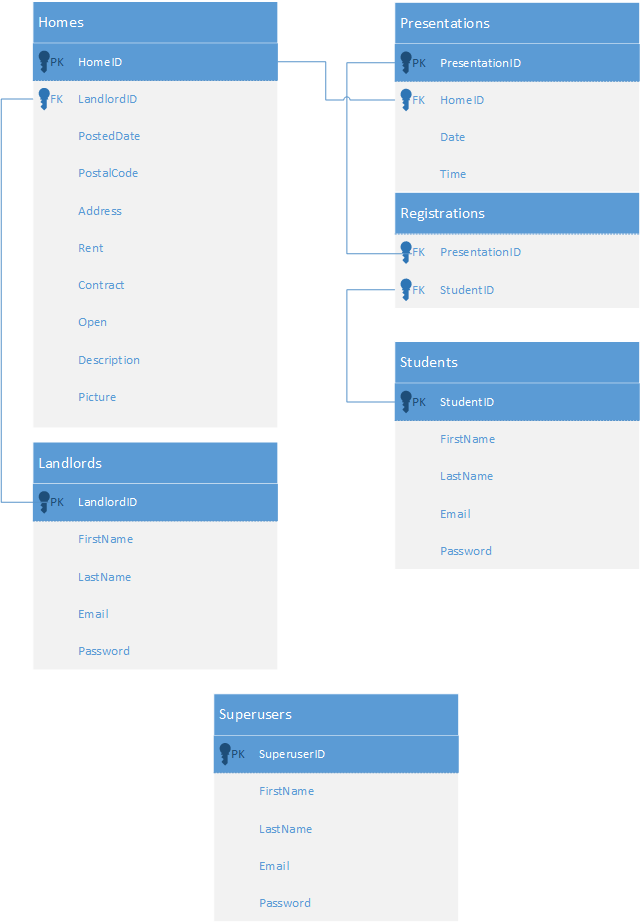 Homes
PK HomeID
FK LandlordID
PostedDate
PostalCode
Address
Rent
Contract
Open
Description
Picture
Landlords
PK LandlordID
FirstName
LastName
Email
Password
Presentations
PK PresentationID
FK HomeID
Date
Time
Registrations
FK PresentationID
FK StudentID
Students
PK StudentID
FirstName
LastName
Email
Password
Superusers
PK SuperuserID
FirstName
LastName
Email
Password